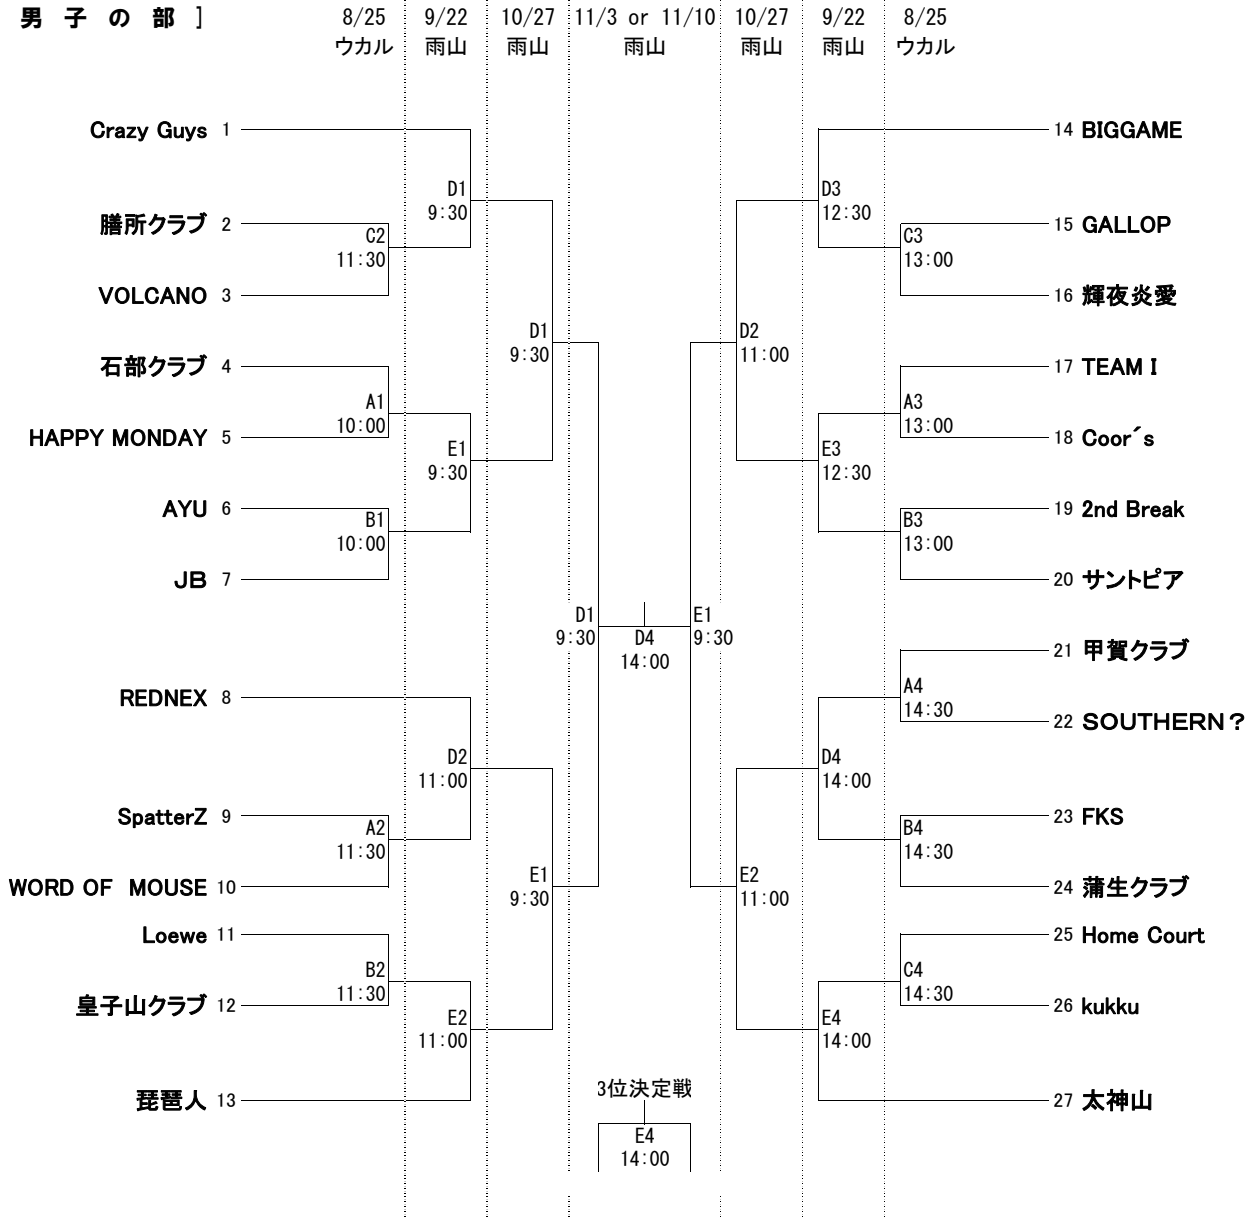 男 子 の 部 ］ 8/25 9/22 10/27 11/3 or 11/10 10/27 9/22 8/25
ウカル 雨山 雨山 雨山 雨山 雨山 ウカル
Crazy Guys 1
膳所クラブ 2
VOLCANO 3
石部クラブ 4
HAPPY MONDAY 5
AYU 6
JB 7
REDNEX 8
SpatterZ 9
WORD OF MOUSE 10
Loewe 11
皇子山クラブ 12
琵琶人 13
C2
11:30
A1
10:00
B1
10:00
A2
11:30
B2
11:30
D1
9:30
E1
9:30
D2
11:00
E2
11:00
D1
9:30
E1
9:30
D1
9:30
D4
14:00
E1
9:30
3位決定戦
E4
14:00
D2
11:00
E2
11:00
D3
12:30
E3
12:30
D4
14:00
E4
14:00
C3
13:00
A3
13:00
B3
13:00
A4
14:30
B4
14:30
C4
14:30
14 BIGGAME
15 GALLOP
16 輝夜炎愛
17 TEAM I
18 Coor´s
19 2nd Break
20 サントピア
21 甲賀クラブ
22 SOUTHERN？
23 FKS
24 蒲生クラブ
25 Home Court
26 kukku
27 太神山